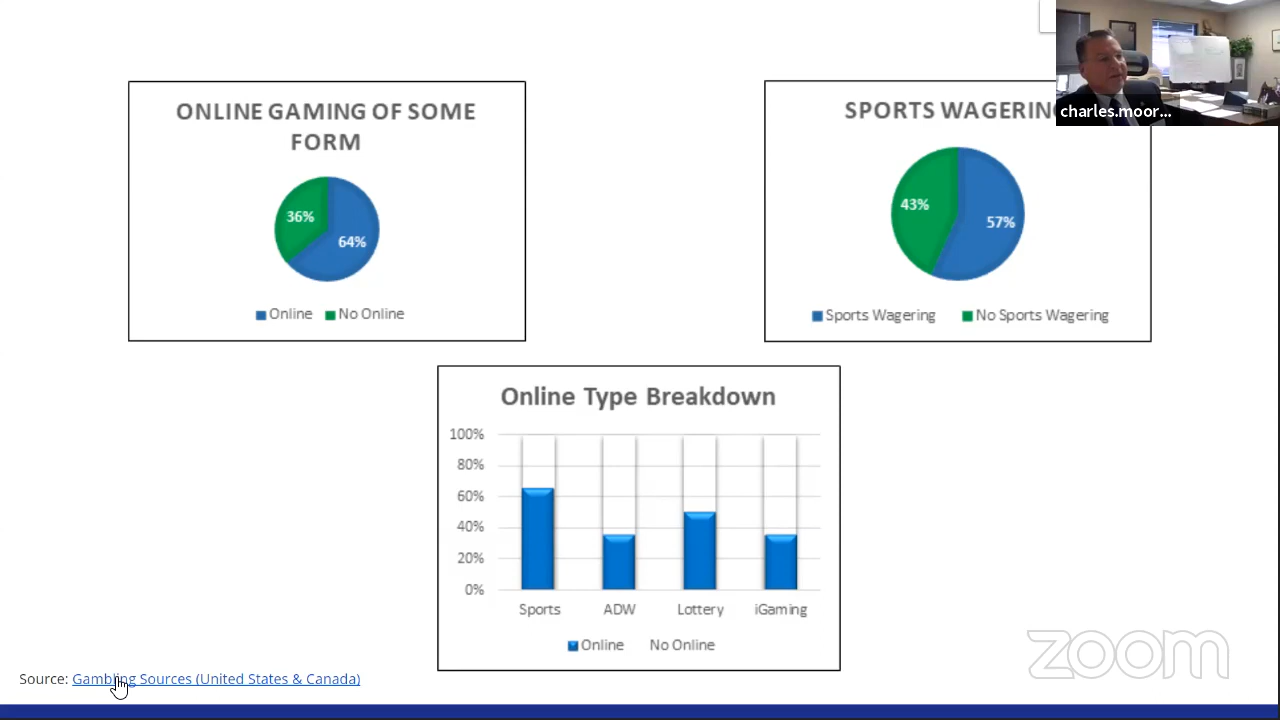 ONLINE GAMING OF SOME
FORM
36%
64%
Online No Online
SPORTS WAGERING
43%
57%
Sports Wagering No Sports Wagering
charles.moor...
Online Type Breakdown
100%
80%
60%
40%
20%
0%
Sports ADW Lottery iGaming
Online No Online
Source: Gambling Sources (United States & Canada)
zoom